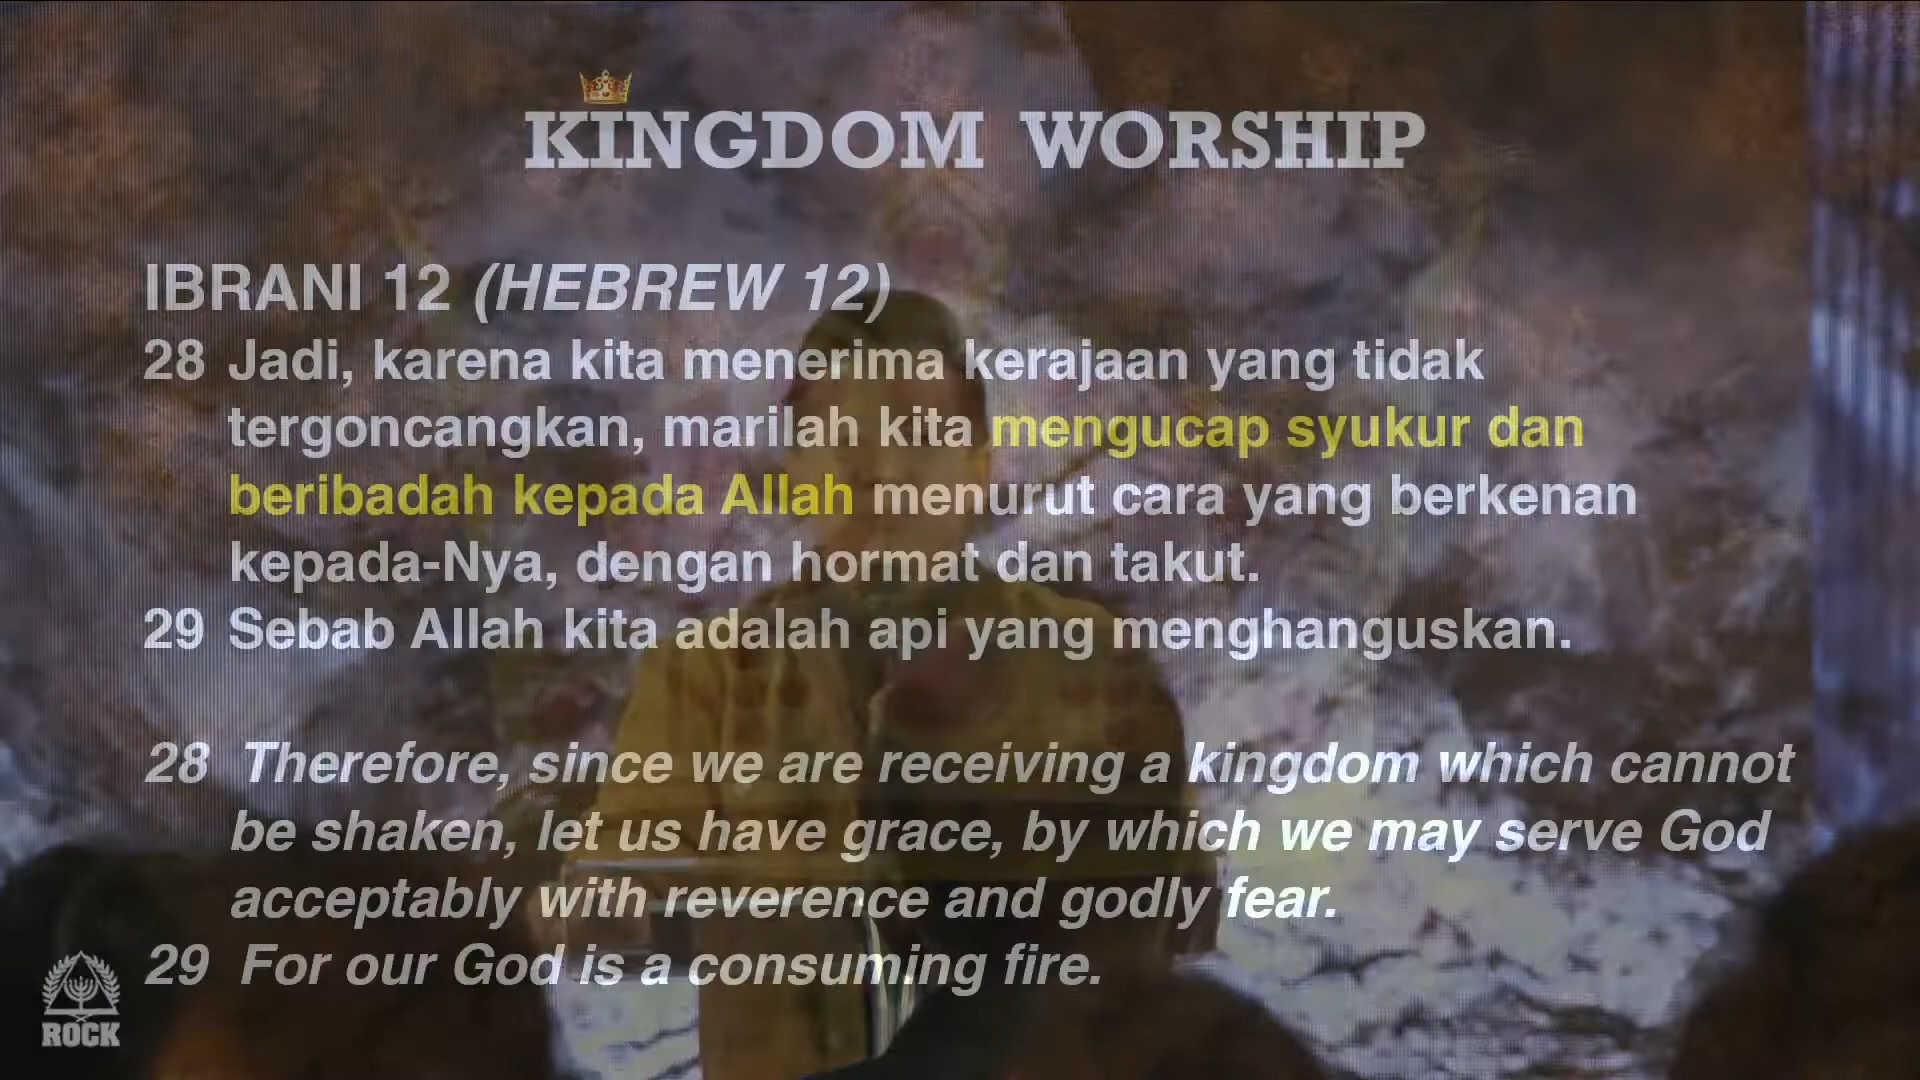 KINGDOM WORSHIP
IBRANI 12 (HEBREW 12)
28 Jadi, karena kita menerima kerajaan yang tidak
tergoncangkan, marilah kita mengucap syukur dan
beribadah kepada Allah menurut cara yang berkenan
kepada-Nya, dengan hormat dan takut.
29 Sebab Allah kita adalah api yang menghanguskan.
28 Therefore, since we are receiving a kingdom which cannot
be shaken, let us have grace, by which we may serve God
acceptably with reverence and godly fear.
29 For our God is a consuming fire.
ROCK